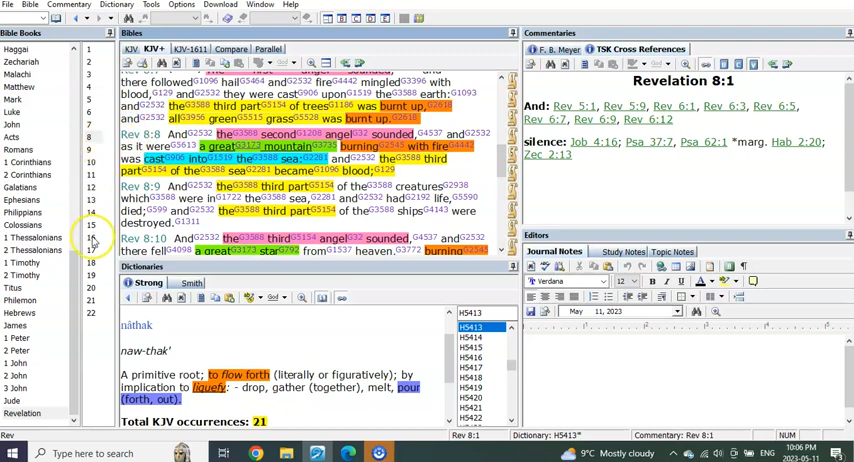 File Bible Commentary Dictionary Tools Options Download Window Help
Bible Books
Haggai
Zechariah
Malachi
Matthew
Mark
Luke
John
Acts
Romans
1 Corinthians
2 Corinthians
Galatians
Ephesians
Philippians
Colossians
1 Thessalonians
2 Thessalonians
1 Timothy
2 Timothy
Titus
Philemon
Hebrews
James
1 Peter
2 Peter
1 John
2 John
3 John
Jude
Revelation
1
2
3
4
5
6
7
8
9
10
11
12
13
14
15
16
17
18
19
20
21
22
Bibles
KJV KJV+ KJV-1611 Compare Parallel
Rev 8:7 The first angel sounded, and
there followed G1096 hail G5464 and G2532 fire G4442 mingled G3396 with
blood, G129 and G2532 they were cast G906 upon G1519 the G3588 earth: G1093
and G2532 the G3588 third part G5154 of trees G1186 was burnt up, G2618
and G2532 all G3956 green G5515 grass G5528 was burnt up. G2618
Rev 8:8 And G2532 the G3588 second G1208 angel G32 sounded, G4537 and G2532
as it were G5613 a great G3173 mountain G3735 burning G2545 with fire G4442
was cast G906 into G1519 the G3588 sea: G2281 and G2532 the G3588 third
part G5154 of the G3588 sea G2281 became G1096 blood; G129
Rev 8:9 And G2532 the G3588 third part G5154 of the creatures G2938
which were in G1722 the G3588 sea, G2281 and G2532 had G2192 life, G5590
died; G599 and G2532 the G3588 third part G5154 of the ships G4143 were
destroyed. G1311
Rev 8:10 And G2532 the G3588 third G5154 angel G32 sounded, G4537 and G2532
there fell G4098 a great G3173 star G792 from G1537 heaven. G3772 burning G2545
Dictionaries
Strong Smith
God
nâthak
naw-thak'
A primitive root; to flow forth (literally or figuratively); by
implication to liquefy: - drop, gather (together), melt, pour
(forth, out).
Total KJV occurrences: 21
H5413
H5413
H5414
H5415
H5416
H5417
H5418
H5419
H5420
H5421
H5422
Commentaries
F. B. Meyer TSK Cross References
Revelation 8:1
And: Rev 5:1, Rev 5:9, Rev 6:1, Rev 6:3, Rev 6:5,
Rev 6:7, Rev 6:9, Rev 6:12
silence: Job 4:16; Psa 37:7, Psa 62:1 *marg. Hab 2:20;
Zec 2:13
Editors
Journal Notes Study Notes Topic Notes
Verdana 12 B I U A
May 11, 2023
Rev Rev 8:1 Dictionary: H5413* Commentary: Rev 8:1 NUM
Type here to search
9°C Mostly cloudy
ENG
10:06 PM
2023-05-11
3